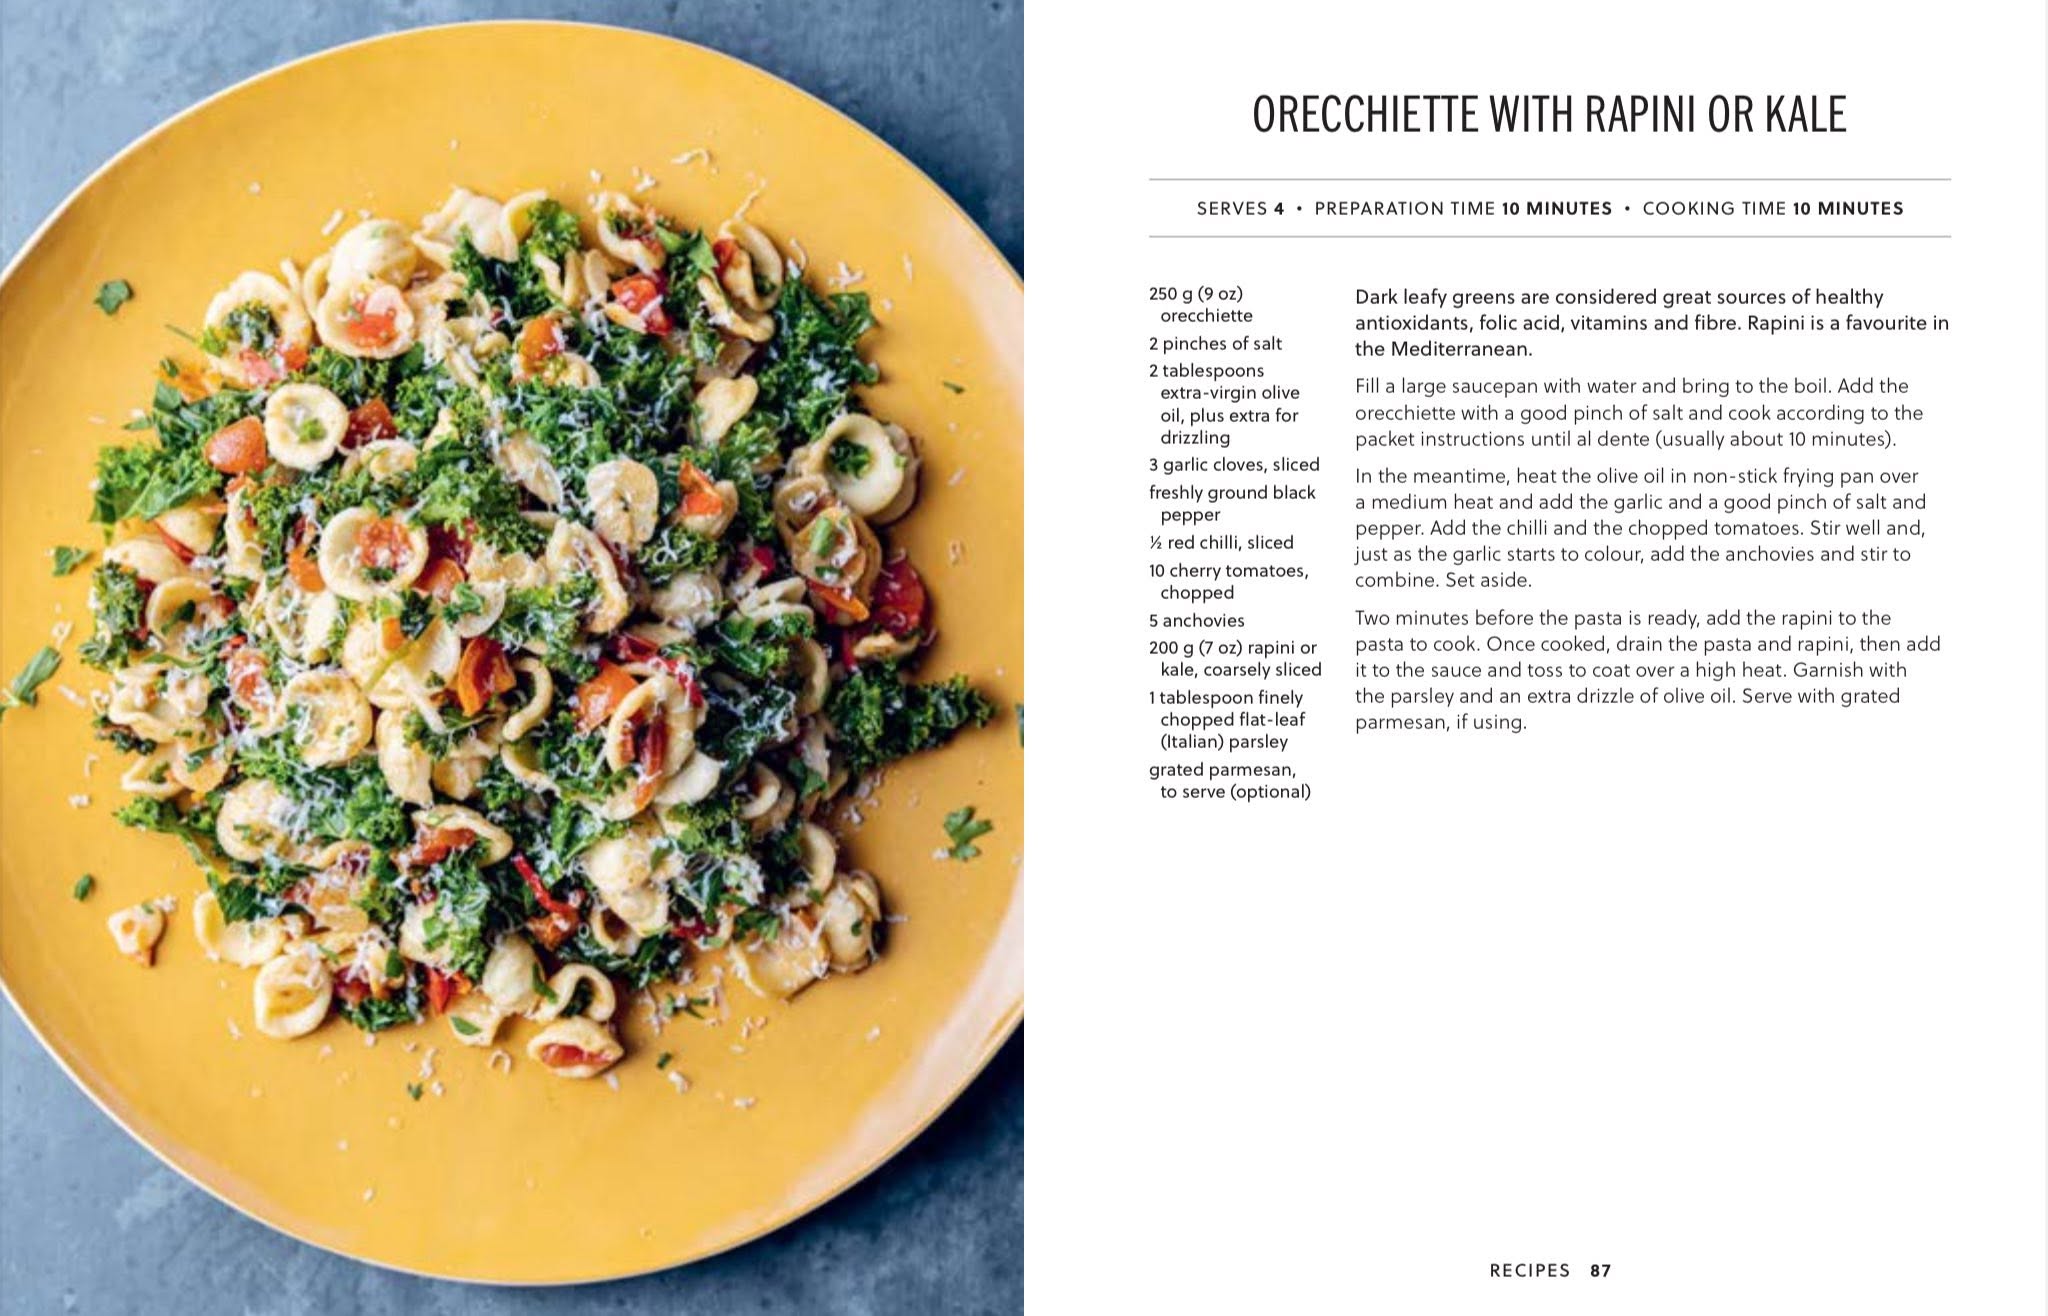 ORECCHIETTE WITH RAPINI OR KALE
SERVES 4 • PREPARATION TIME 10 MINUTES • COOKING TIME 10 MINUTES
250 g (9 oz)
orecchiette
2 pinches of salt
2 tablespoons
extra-virgin olive
oil, plus extra for
drizzling
3 garlic cloves, sliced
freshly ground black
pepper
½ red chilli, sliced
10 cherry tomatoes,
chopped
5 anchovies
200 g (7 oz) rapini or
kale, coarsely sliced
1 tablespoon finely
chopped flat-leaf
(Italian) parsley
grated parmesan,
to serve (optional)
Dark leafy greens are considered great sources of healthy
antioxidants, folic acid, vitamins and fibre. Rapini is a favourite in
the Mediterranean.
Fill a large saucepan with water and bring to the boil. Add the
orecchiette with a good pinch of salt and cook according to the
packet instructions until al dente (usually about 10 minutes).
In the meantime, heat the olive oil in non-stick frying pan over
a medium heat and add the garlic and a good pinch of salt and
pepper. Add the chilli and the chopped tomatoes. Stir well and,
just as the garlic starts to colour, add the anchovies and stir to
combine. Set aside.
Two minutes before the pasta is ready, add the rapini to the
pasta to cook. Once cooked, drain the pasta and rapini, then add
it to the sauce and toss to coat over a high heat. Garnish with
the parsley and an extra drizzle of olive oil. Serve with grated
parmesan, if using.
RECIPES 87